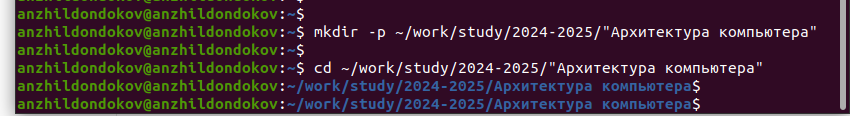 anzhildondokov@anzhildondokov:~$
anzhildondokov@anzhildondokov:~$
anzhildondokov@anzhildondokov:~$ mkdir -p ~/work/study/2024-2025/"Архитектура компьютера"
anzhildondokov@anzhildondokov:~$
anzhildondokov@anzhildondokov:~$ cd ~/work/study/2024-2025/"Архитектура компьютера"
anzhildondokov@anzhildondokov:~/work/study/2024-2025/Архитектура компьютера$
anzhildondokov@anzhildondokov:~/work/study/2024-2025/Архитектура компьютера$